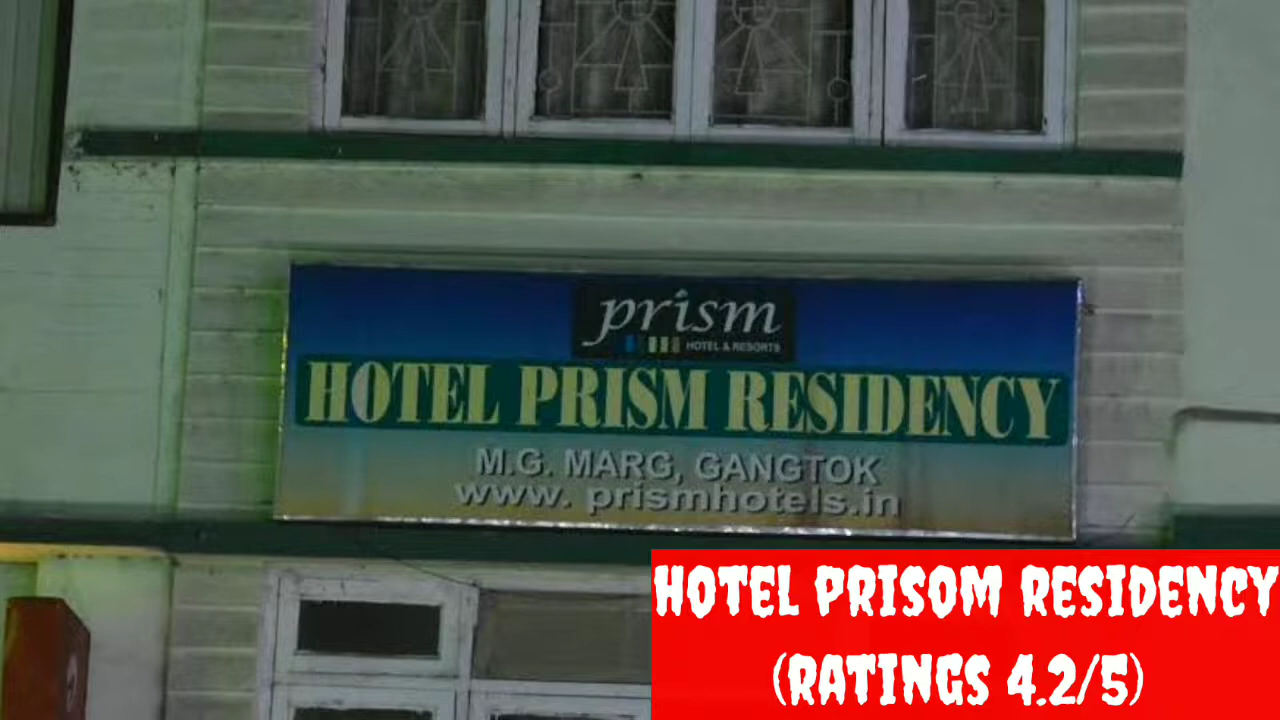 prism
HOTEL & RESORTS
HOTEL PRISM RESIDENCY
M.G. MARG, GANGTOK
www. prismhotels.in
HOTEL PRISOM RESIDENCY
(RATINGS 4.2/5)